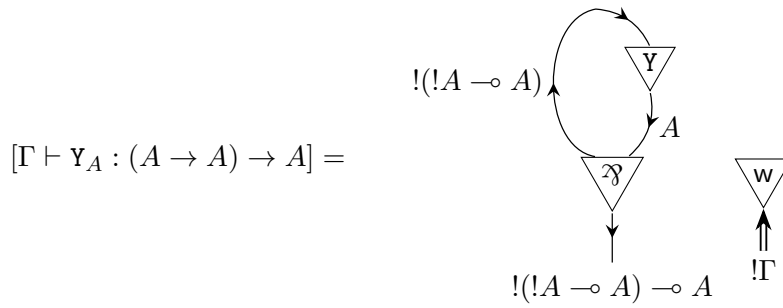 Y
!(!A ⊸ A)
A
[Γ ⊢ Y_A : (A → A) → A] =
⅋
w
!Γ
!(!A ⊸ A) ⊸ A